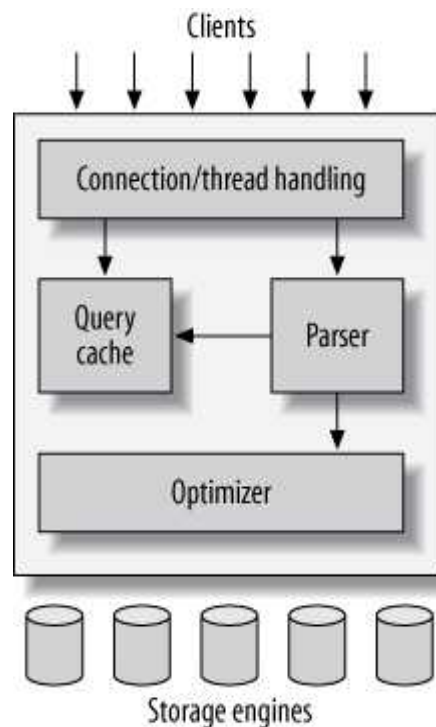 Clients
Connection/thread handling
Query
cache
Parser
Optimizer
Storage engines